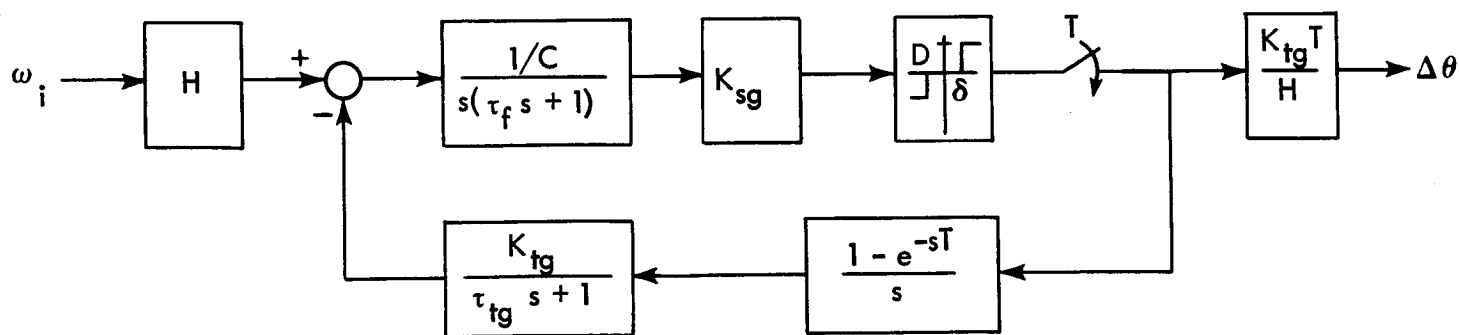 ω_i
H
+
−
1/C
s(τ_f s + 1)
K_sg
D
δ
T
K_tg T
H
Δθ
K_tg
τ_tg s + 1
1 - e^{-sT}
s